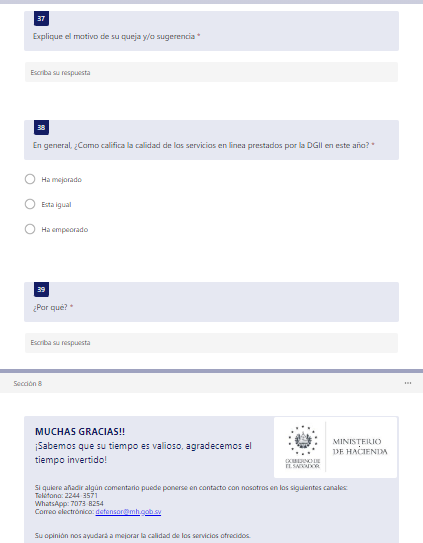 37
Explique el motivo de su queja y/o sugerencia *
Escriba su respuesta
38
En general, ¿Como califica la calidad de los servicios en linea prestados por la DGII en este año? *
Ha mejorado
Esta igual
Ha empeorado
39
¿Por qué? *
Escriba su respuesta
Sección 8
...
MUCHAS GRACIAS!!
¡Sabemos que su tiempo es valioso, agradecemos el
tiempo invertido!
GOBIERNO DE
EL SALVADOR
MINISTERIO
DE HACIENDA
Si quiere añadir algún comentario puede ponerse en contacto con nosotros en los siguientes canales:
Teléfono: 2244-3571
WhatsApp: 7073-8254
Correo electrónico: defensor@mh.gob.sv
Su opinión nos ayudará a mejorar la calidad de los servicios ofrecidos.